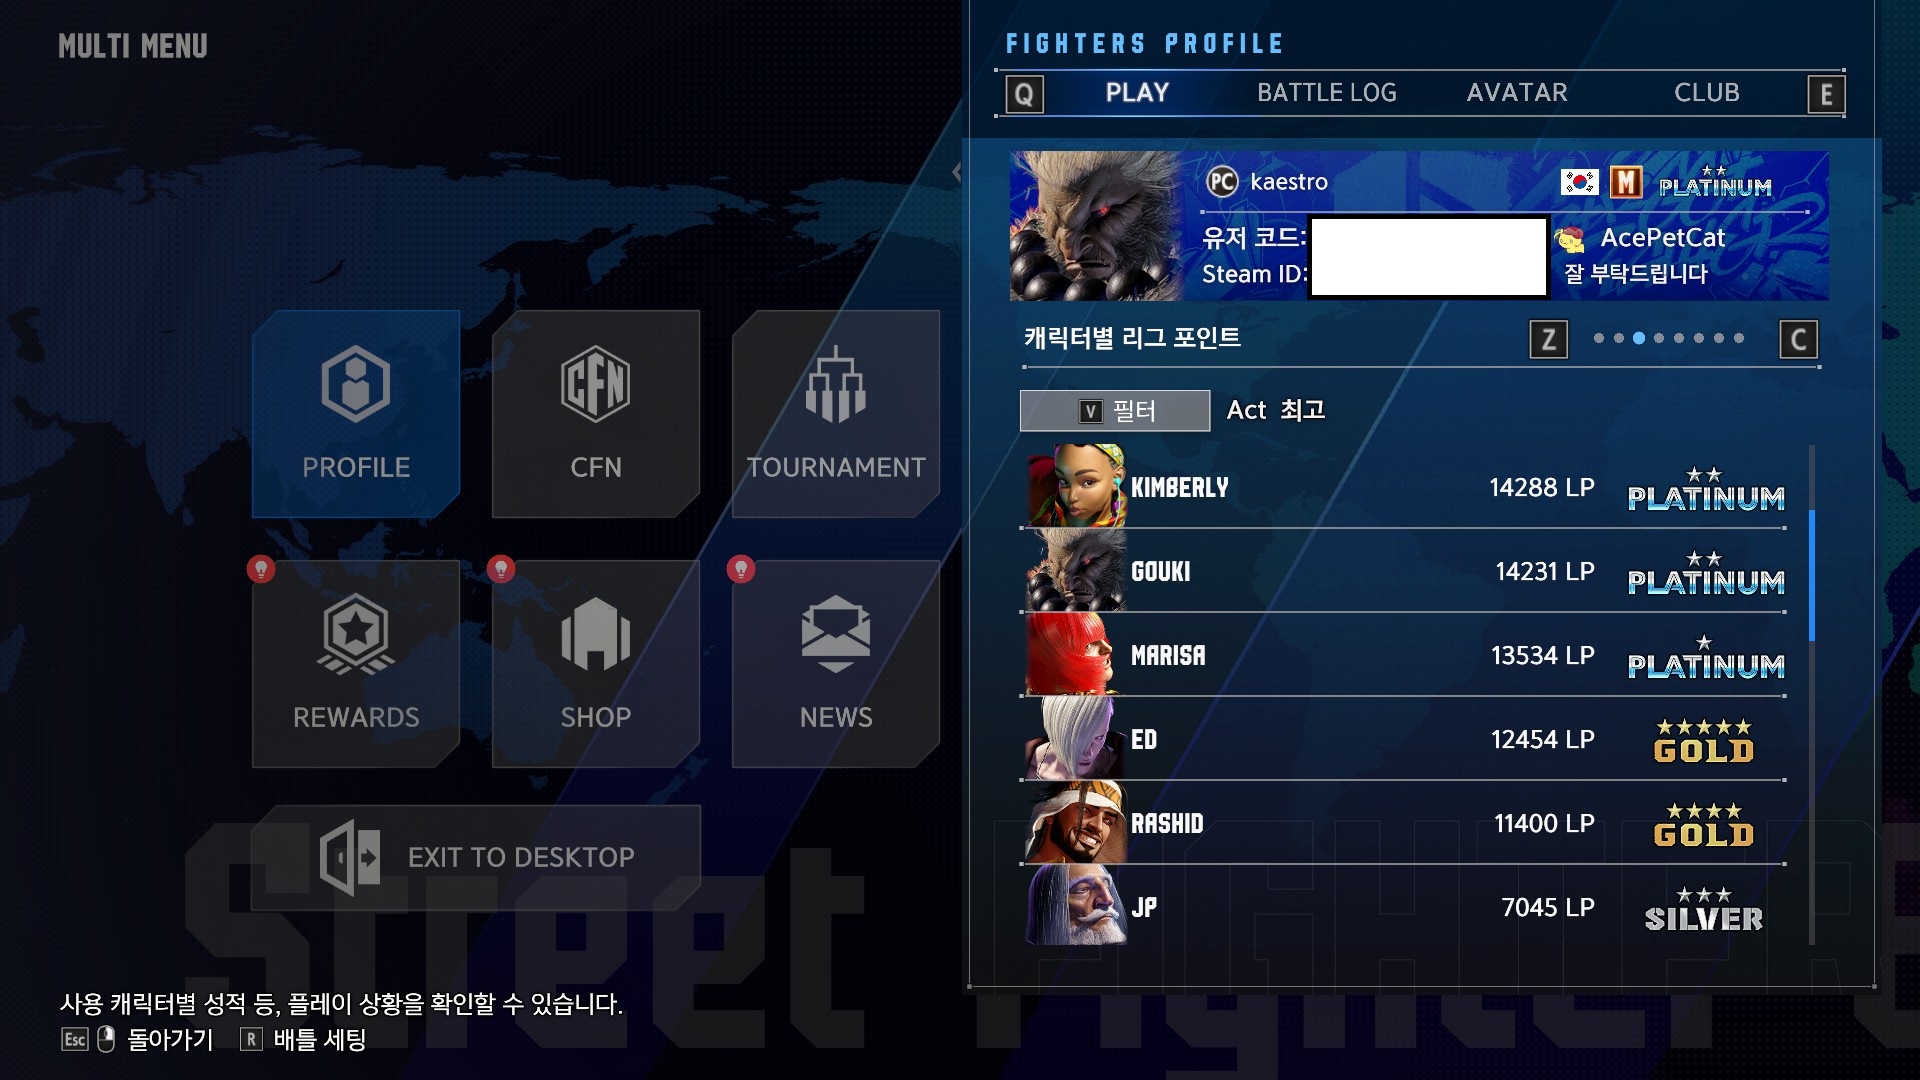 MULTI MENU
PROFILE
CFN
CFN
TOURNAMENT
REWARDS
SHOP
NEWS
EXIT TO DESKTOP
사용 캐릭터별 성적 등, 플레이 상황을 확인할 수 있습니다.
Esc 돌아가기 R 배틀 세팅
FIGHTERS PROFILE
Q PLAY BATTLE LOG AVATAR CLUB E
PC kaestro M PLATINUM
유저 코드: AcePetCat
Steam ID: 잘 부탁드립니다
캐릭터별 리그 포인트 Z C
V 필터 Act 최고
KIMBERLY 14288 LP PLATINUM
GOUKI 14231 LP PLATINUM
MARISA 13534 LP PLATINUM
ED 12454 LP GOLD
RASHID 11400 LP GOLD
JP 7045 LP SILVER
Street Fighter